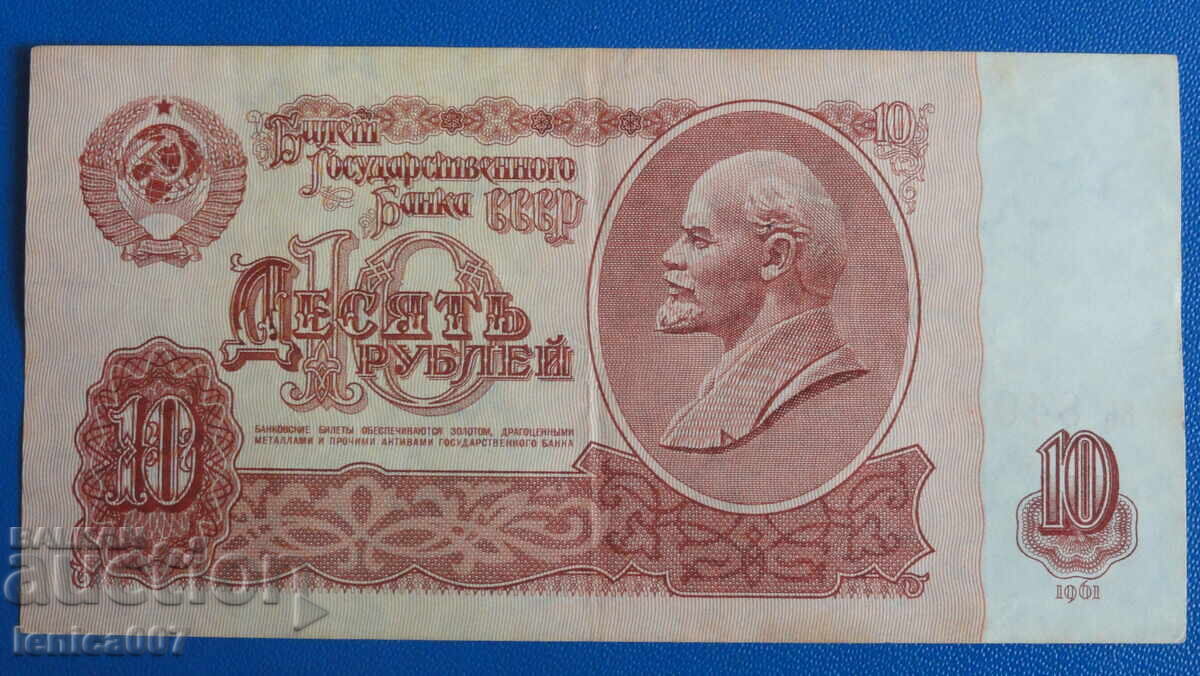 10
Билет
Государственного
Банка СССР
10
Десять
рублей
БАНКОВСКИЕ БИЛЕТЫ ОБЕСПЕЧИВАЮТСЯ ЗОЛОТОМ, ДРАГОЦЕННЫМИ
МЕТАЛЛАМИ И ПРОЧИМИ АКТИВАМИ ГОСУДАРСТВЕННОГО БАНКА
10
10
1961
BALKAN
auction
lenica007